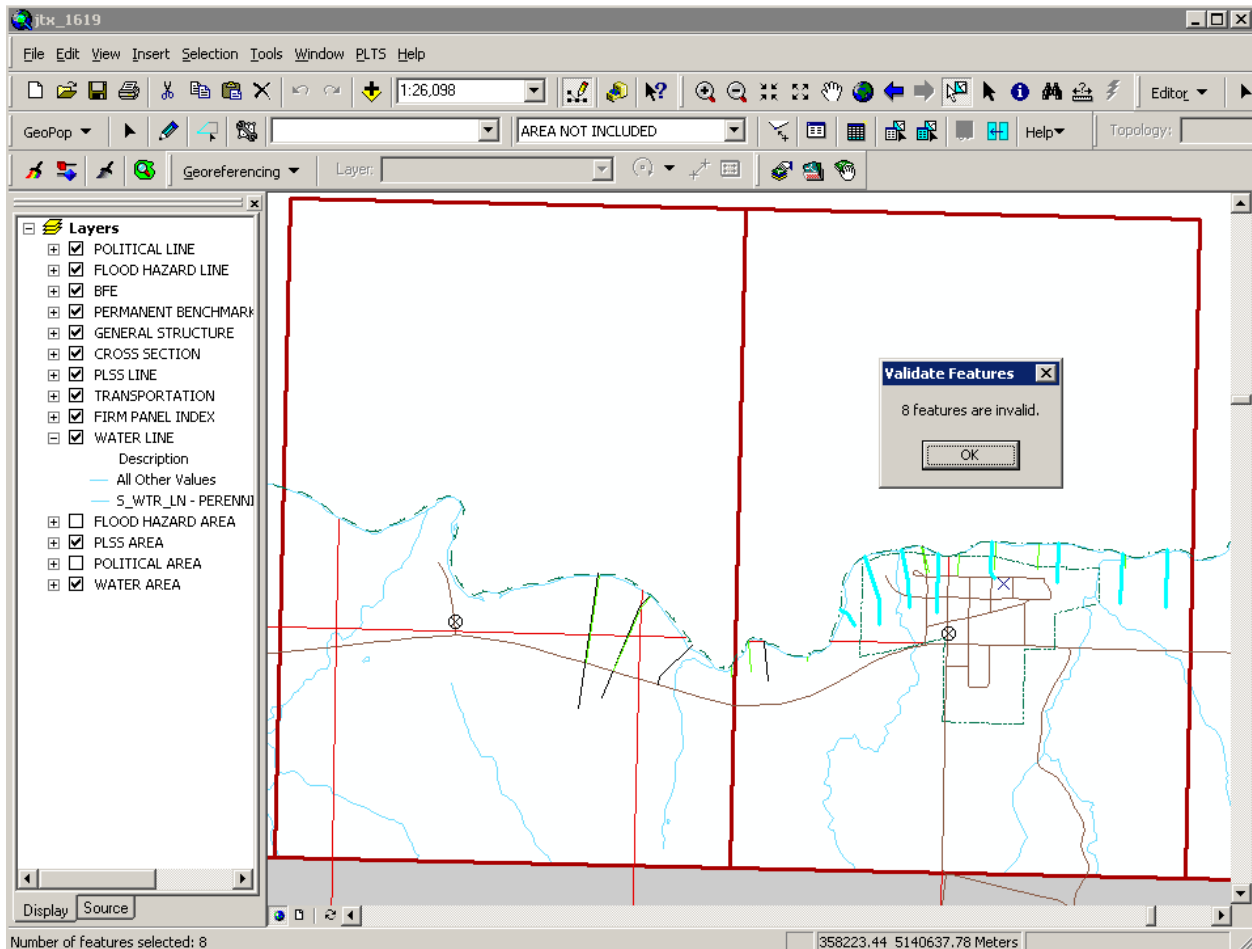 jtx_1619
File Edit View Insert Selection Tools Window PLTS Help
1:26,098 Editor
GeoPop AREA NOT INCLUDED Help Topology:
Georeferencing Layer:
Layers
POLITICAL LINE
FLOOD HAZARD LINE
BFE
PERMANENT BENCHMARK
GENERAL STRUCTURE
CROSS SECTION
PLSS LINE
TRANSPORTATION
FIRM PANEL INDEX
WATER LINE
Description
All Other Values
S_WTR_LN - PERENNI
FLOOD HAZARD AREA
PLSS AREA
POLITICAL AREA
WATER AREA
Validate Features
8 features are invalid.
OK
Display Source
Number of features selected: 8 358223.44 5140637.78 Meters